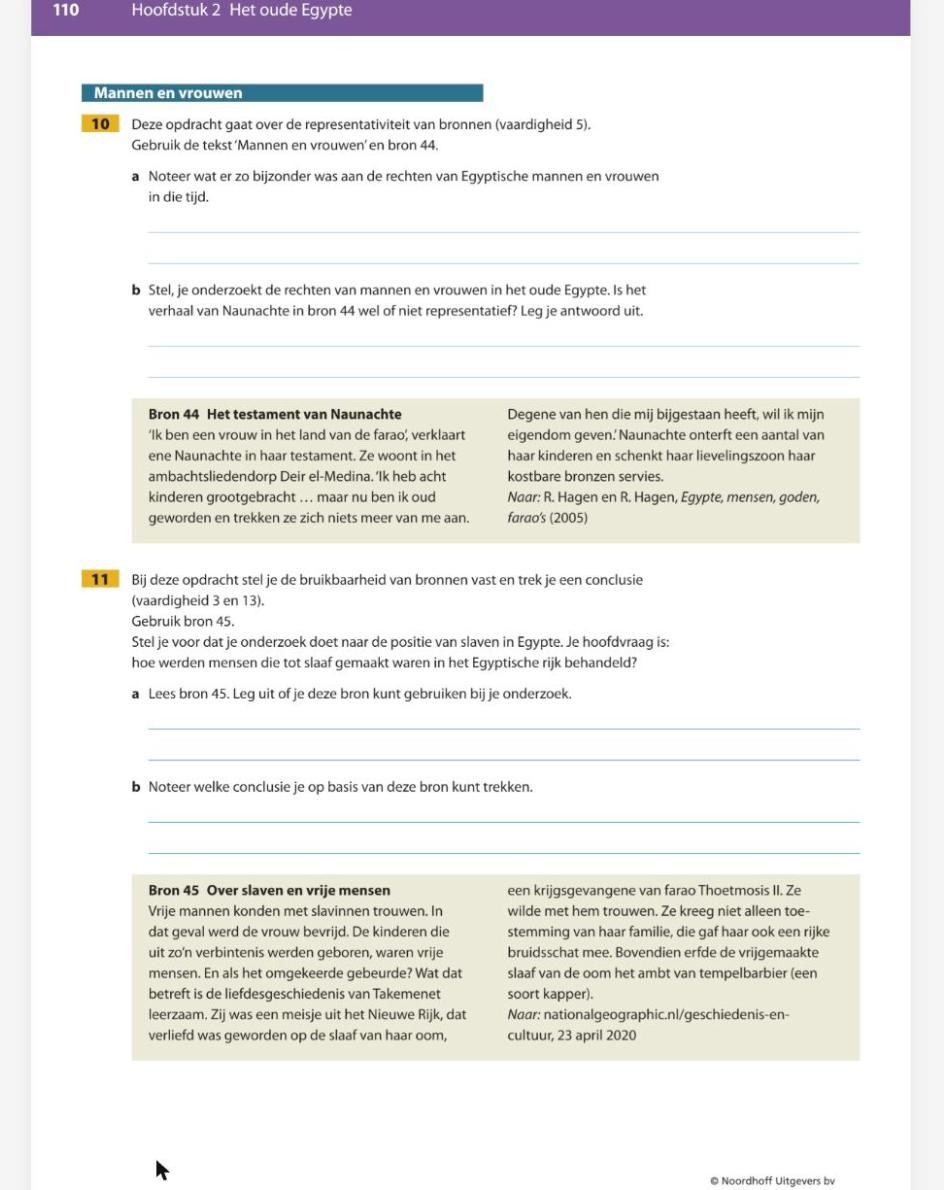 110 Hoofdstuk 2 Het oude Egypte
Mannen en vrouwen
10 Deze opdracht gaat over de representativiteit van bronnen (vaardigheid 5).
Gebruik de tekst ‘Mannen en vrouwen’ en bron 44.
a Noteer wat er zo bijzonder was aan de rechten van Egyptische mannen en vrouwen
in die tijd.
b Stel, je onderzoekt de rechten van mannen en vrouwen in het oude Egypte. Is het
verhaal van Naunachte in bron 44 wel of niet representatief? Leg je antwoord uit.
Bron 44 Het testament van Naunachte
‘Ik ben een vrouw in het land van de farao’, verklaart
ene Naunachte in haar testament. Ze woont in het
ambachtsliedendorp Deir el-Medina. ‘Ik heb acht
kinderen grootgebracht … maar nu ben ik oud
geworden en trekken ze zich niets meer van me aan.
Degene van hen die mij bijgestaan heeft, wil ik mijn
eigendom geven.’ Naunachte onterft een aantal van
haar kinderen en schenkt haar lievelingszoon haar
kostbare bronzen servies.
Naar: R. Hagen en R. Hagen, Egypte, mensen, goden,
farao’s (2005)
11 Bij deze opdracht stel je de bruikbaarheid van bronnen vast en trek je een conclusie
(vaardigheid 3 en 13).
Gebruik bron 45.
Stel je voor dat je onderzoek doet naar de positie van slaven in Egypte. Je hoofdvraag is:
hoe werden mensen die tot slaaf gemaakt waren in het Egyptische rijk behandeld?
a Lees bron 45. Leg uit of je deze bron kunt gebruiken bij je onderzoek.
b Noteer welke conclusie je op basis van deze bron kunt trekken.
Bron 45 Over slaven en vrije mensen
Vrije mannen konden met slavinnen trouwen. In
dat geval werd de vrouw bevrijd. De kinderen die
uit zo’n verbintenis werden geboren, waren vrije
mensen. En als het omgekeerde gebeurde? Wat dat
betreft is de liefdesgeschiedenis van Takemenet
leerzaam. Zij was een meisje uit het Nieuwe Rijk, dat
verliefd was geworden op de slaaf van haar oom,
een krijgsgevangene van farao Thoetmosis II. Ze
wilde met hem trouwen. Ze kreeg niet alleen toe-
stemming van haar familie, die gaf haar ook een rijke
bruidsschat mee. Bovendien erfde de vrijgemaakte
slaaf van de oom het ambt van tempelbarbier (een
soort kapper).
Naar: nationalgeographic.nl/geschiedenis-en-
cultuur, 23 april 2020
© Noordhoff Uitgevers bv